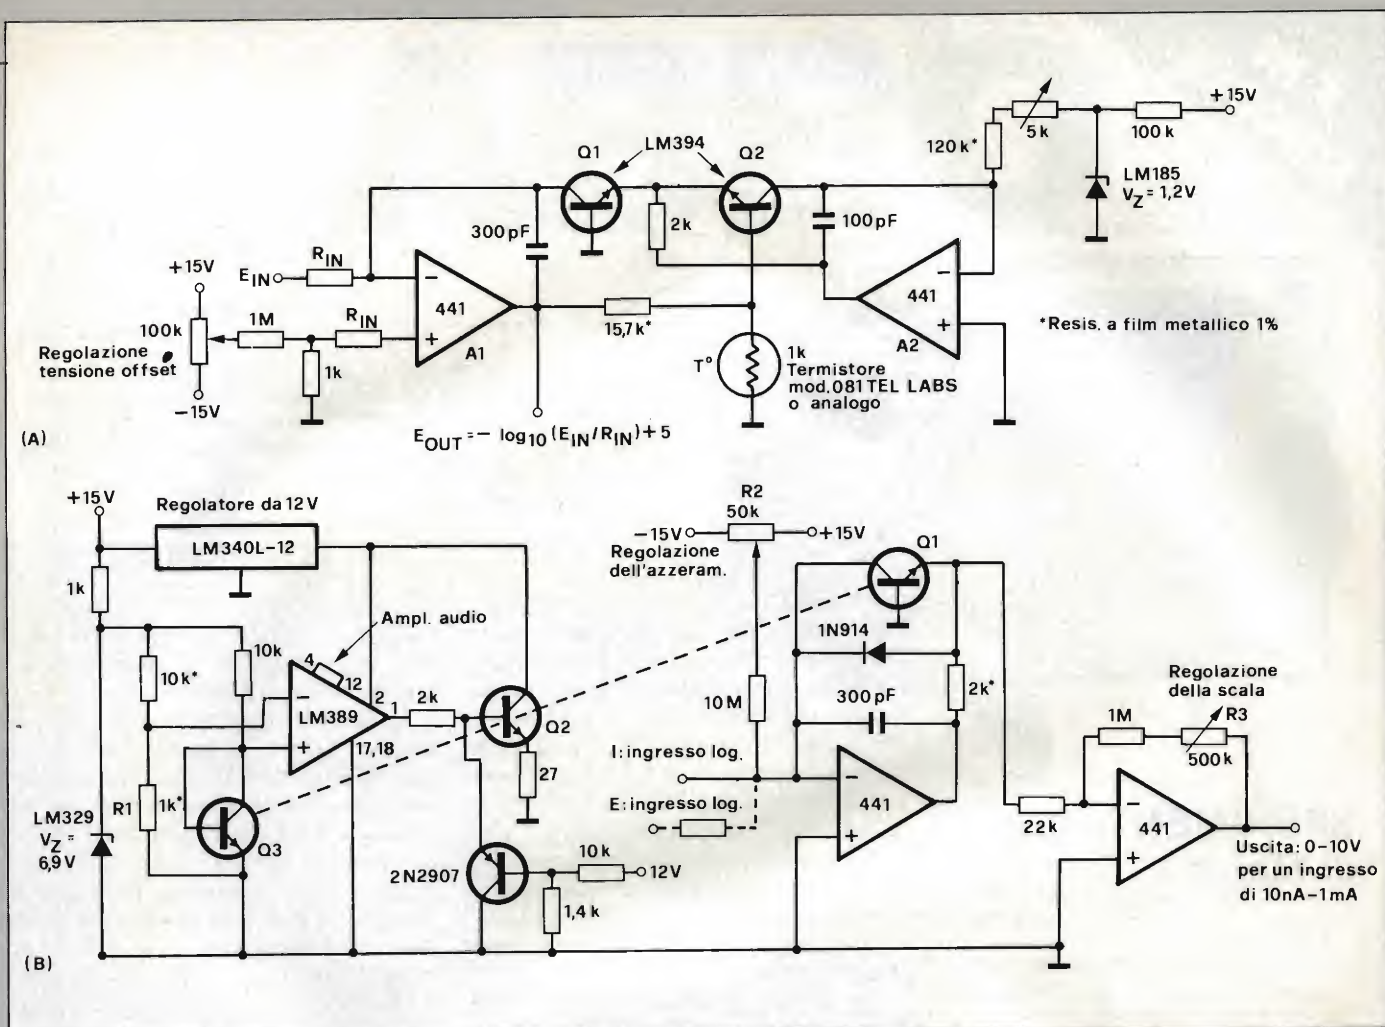 +15V
5k
100k
120k*
LM185
VZ=1,2V
Q1
LM394
Q2
300pF
2k
100pF
EIN
RIN
−
441
+
A1
−
441
+
A2
+15V
100k
1M
RIN
1k
−15V
Regolazione
tensione offset
15,7k*
T°
1k
Termistore
mod.081 TEL LABS
o analogo
*Resis. a film metallico 1%
EOUT=− log10 (EIN/RIN)+5
(A)
+15V
Regolatore da 12V
LM340L-12
1k
10k*
10k
Ampl. audio
4
12
2
1
−
LM389
+
17,18
2k
Q2
27
R1
1k*
Q3
LM329
VZ=
6,9V
2N2907
10k
12V
1,4k
R2
50k
−15V
+15V
Regolazione
dell'azzeram.
Q1
1N914
300pF
2k*
10M
I: ingresso log.
E: ingresso log.
−
441
+
22k
Regolazione
della scala
1M
R3
500k
−
441
+
Uscita: 0-10V
per un ingresso
di 10nA-1mA
(B)